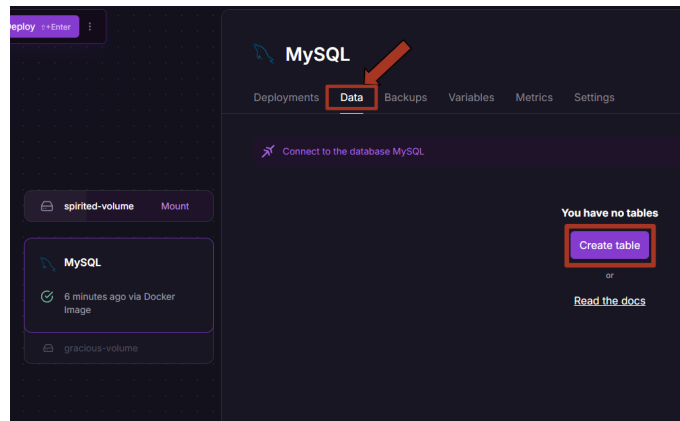 Deploy ⇧+Enter
MySQL
Deployments Data Backups Variables Metrics Settings
Connect to the database MySQL
spirited-volume Mount
You have no tables
Create table
or
Read the docs
MySQL
6 minutes ago via Docker
Image
gracious-volume